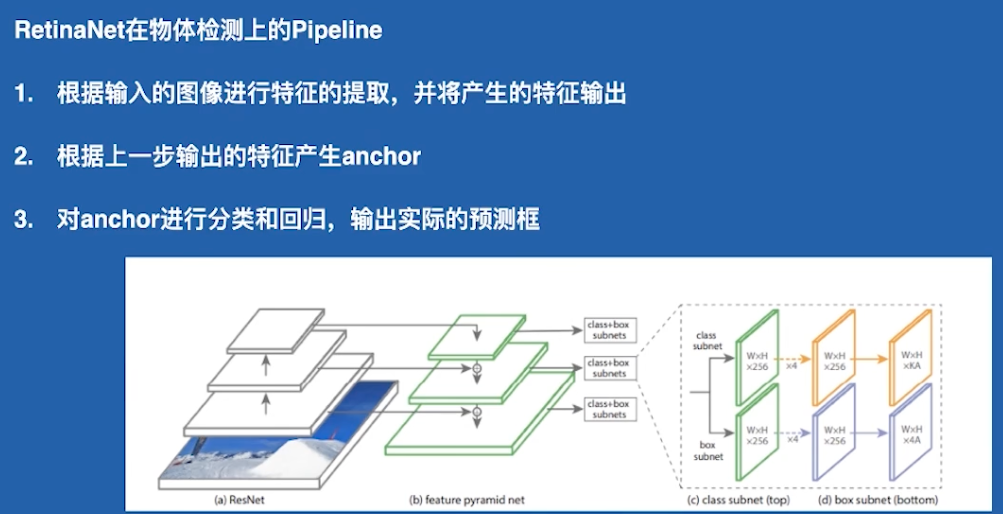 RetinaNet在物体检测上的Pipeline
1. 根据输入的图像进行特征的提取，并将产生的特征输出
2. 根据上一步输出的特征产生anchor
3. 对anchor进行分类和回归，输出实际的预测框
class+box
subnets
class+box
subnets
class+box
subnets
class
subnet
W×H
×256
×4
W×H
×256
W×H
×KA
box
subnet
W×H
×256
×4
W×H
×256
W×H
×4A
(a) ResNet
(b) feature pyramid net
(c) class subnet (top)
(d) box subnet (bottom)